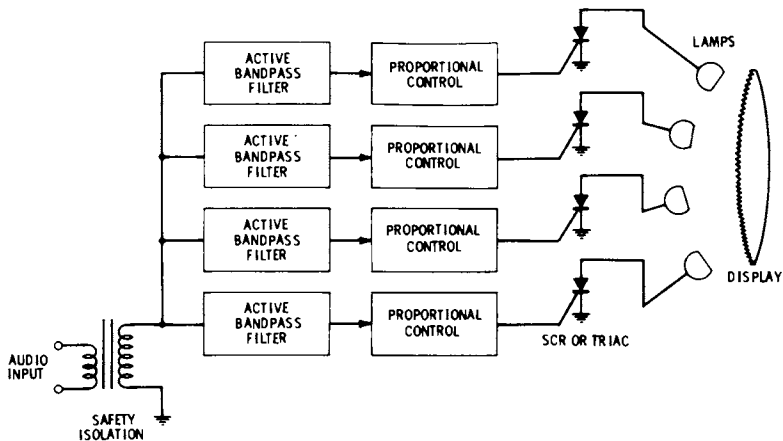 ACTIVE
BANDPASS
FILTER
PROPORTIONAL
CONTROL
LAMPS
ACTIVE
BANDPASS
FILTER
PROPORTIONAL
CONTROL
ACTIVE
BANDPASS
FILTER
PROPORTIONAL
CONTROL
DISPLAY
ACTIVE
BANDPASS
FILTER
PROPORTIONAL
CONTROL
SCR OR TRIAC
AUDIO
INPUT
SAFETY
ISOLATION